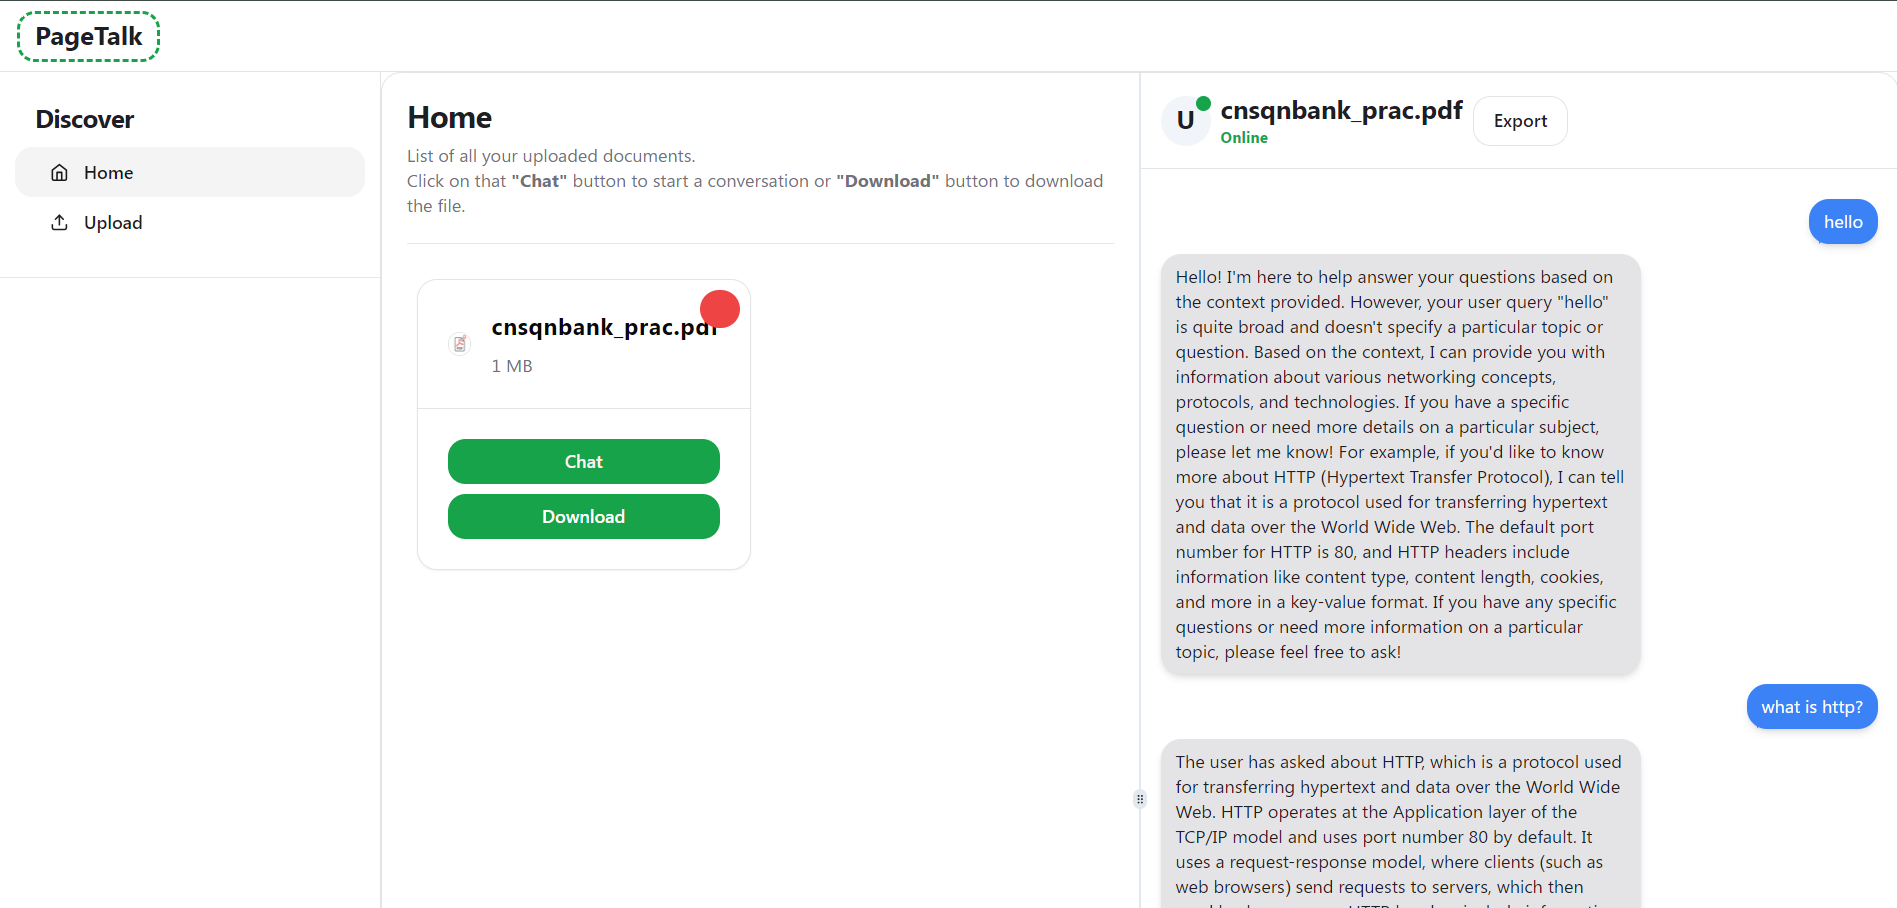 PageTalk
Discover
Home
Upload
Home
List of all your uploaded documents.
Click on that "Chat" button to start a conversation or "Download" button to download
the file.
cnsqnbank_prac.pdf
1 MB
Chat
Download
U
cnsqnbank_prac.pdf
Online
Export
hello
Hello! I'm here to help answer your questions based on
the context provided. However, your user query "hello"
is quite broad and doesn't specify a particular topic or
question. Based on the context, I can provide you with
information about various networking concepts,
protocols, and technologies. If you have a specific
question or need more details on a particular subject,
please let me know! For example, if you'd like to know
more about HTTP (Hypertext Transfer Protocol), I can tell
you that it is a protocol used for transferring hypertext
and data over the World Wide Web. The default port
number for HTTP is 80, and HTTP headers include
information like content type, content length, cookies,
and more in a key-value format. If you have any specific
questions or need more information on a particular
topic, please feel free to ask!
what is http?
The user has asked about HTTP, which is a protocol used
for transferring hypertext and data over the World Wide
Web. HTTP operates at the Application layer of the
TCP/IP model and uses port number 80 by default. It
uses a request-response model, where clients (such as
web browsers) send requests to servers, which then